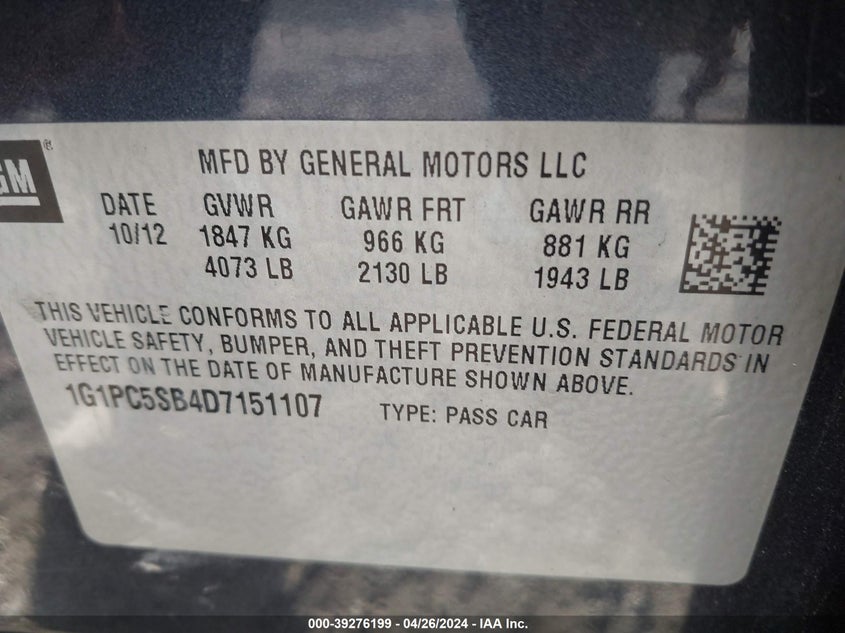 GM ®
MFD BY GENERAL MOTORS LLC
DATE GVWR GAWR FRT GAWR RR
10/12 1847 KG 966 KG 881 KG
4073 LB 2130 LB 1943 LB
THIS VEHICLE CONFORMS TO ALL APPLICABLE U.S. FEDERAL MOTOR
VEHICLE SAFETY, BUMPER, AND THEFT PREVENTION STANDARDS IN
EFFECT ON THE DATE OF MANUFACTURE SHOWN ABOVE.
1G1PC5SB4D7151107 TYPE: PASS CAR
000-39276199 - 04/26/2024 - IAA Inc.